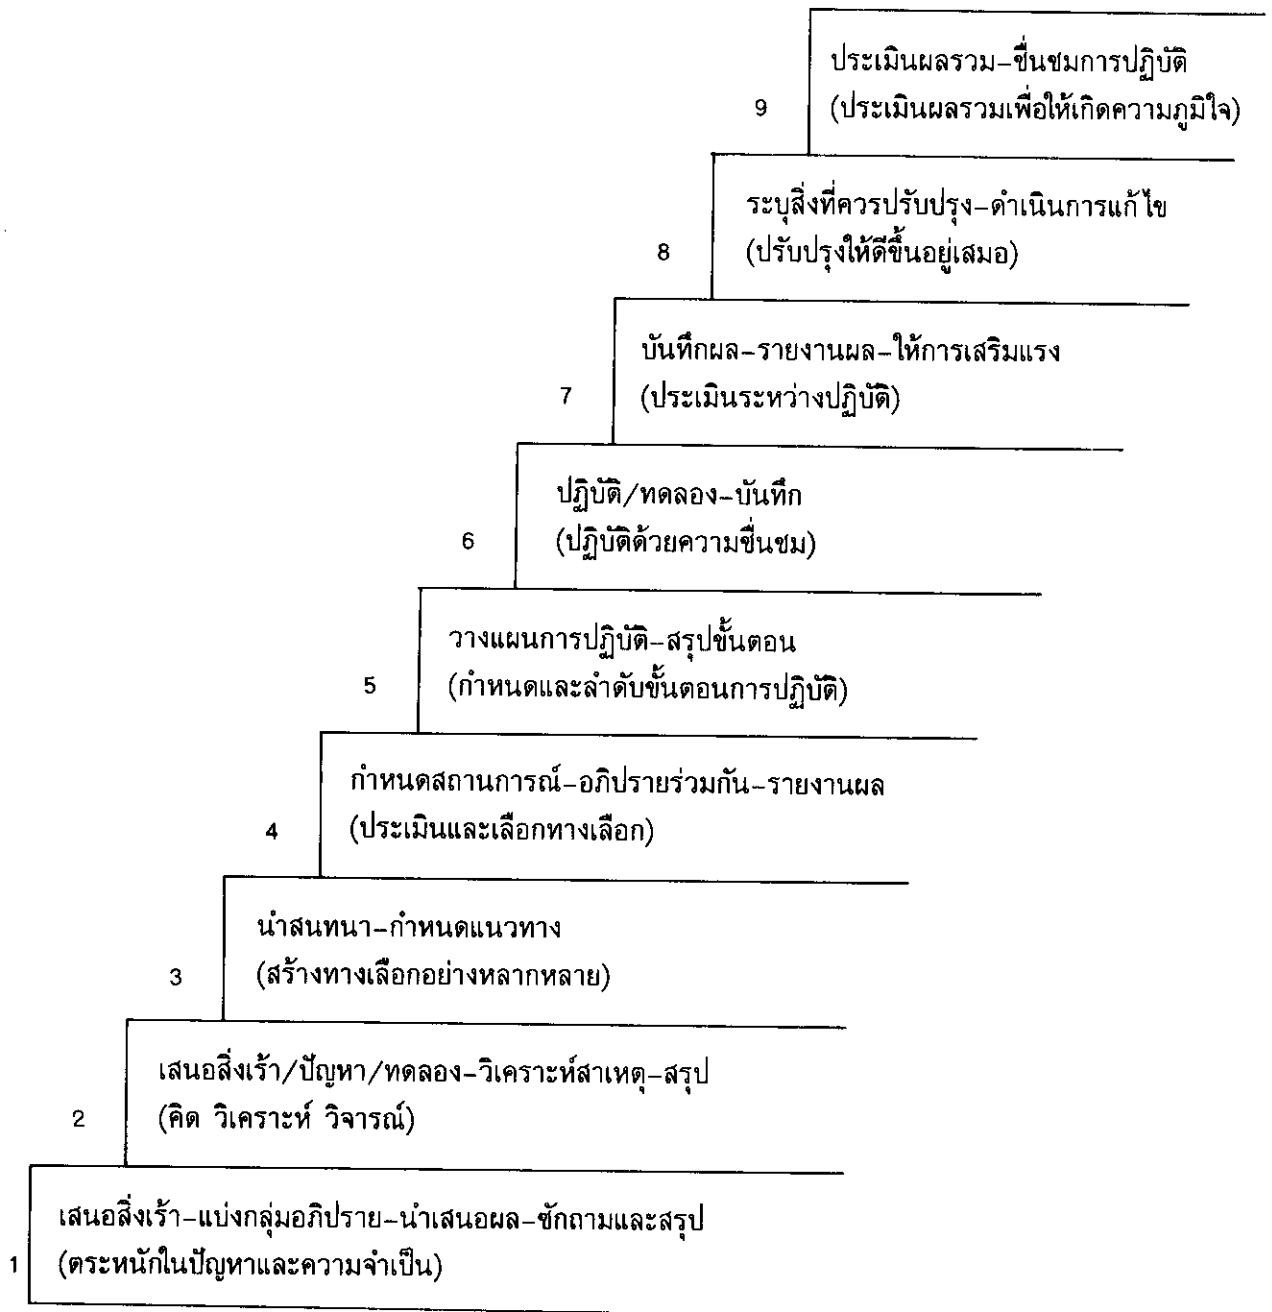 ประเมินผลรวม-ชื่นชมการปฏิบัติ
9 (ประเมินผลรวมเพื่อให้เกิดความภูมิใจ)
ระบุสิ่งที่ควรปรับปรุง-ดำเนินการแก้ไข
8 (ปรับปรุงให้ดีขึ้นอยู่เสมอ)
บันทึกผล-รายงานผล-ให้การเสริมแรง
7 (ประเมินระหว่างปฏิบัติ)
ปฏิบัติ/ทดลอง-บันทึก
6 (ปฏิบัติด้วยความชื่นชม)
วางแผนการปฏิบัติ-สรุปขั้นตอน
5 (กำหนดและลำดับขั้นตอนการปฏิบัติ)
กำหนดสถานการณ์-อภิปรายร่วมกัน-รายงานผล
4 (ประเมินและเลือกทางเลือก)
นำสนทนา-กำหนดแนวทาง
3 (สร้างทางเลือกอย่างหลากหลาย)
เสนอสิ่งเร้า/ปัญหา/ทดลอง-วิเคราะห์สาเหตุ-สรุป
2 (คิด วิเคราะห์ วิจารณ์)
เสนอสิ่งเร้า-แบ่งกลุ่มอภิปราย-นำเสนอผล-ซักถามและสรุป
1 (ตระหนักในปัญหาและความจำเป็น)